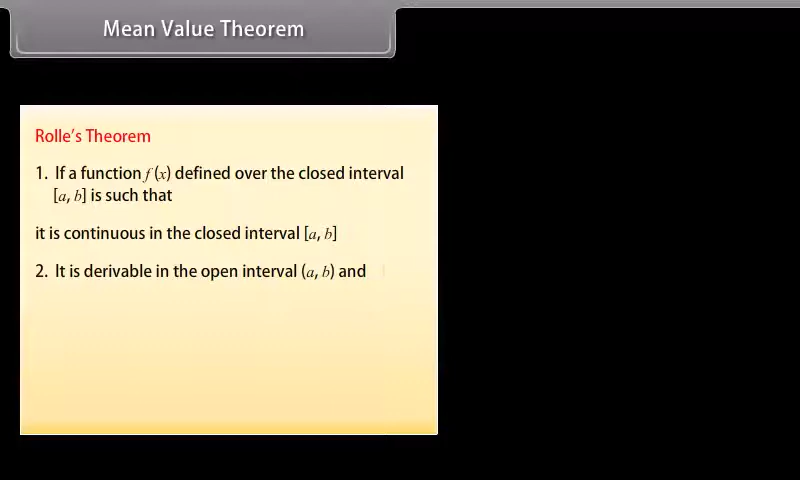 Mean Value Theorem
Rolle's Theorem
1. If a function f (x) defined over the closed interval
[a, b] is such that
it is continuous in the closed interval [a, b]
2. It is derivable in the open interval (a, b) and